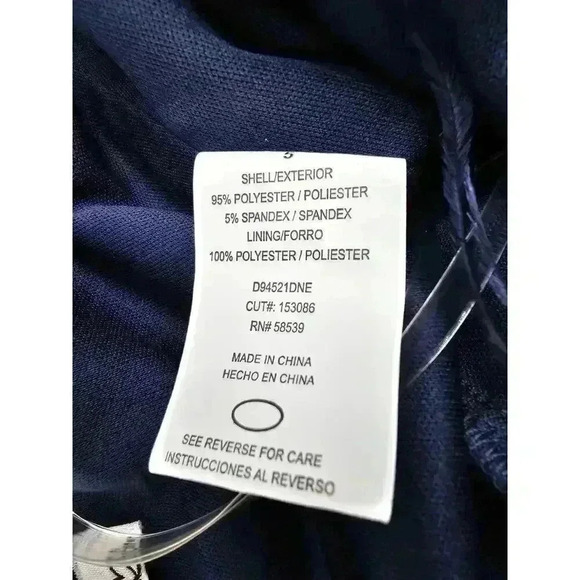 SHELL/EXTERIOR
95% POLYESTER / POLIESTER
5% SPANDEX / SPANDEX
LINING/FORRO
100% POLYESTER / POLIESTER
D94521DNE
CUT#: 153086
RN# 58539
MADE IN CHINA
HECHO EN CHINA
SEE REVERSE FOR CARE
INSTRUCCIONES AL REVERSO